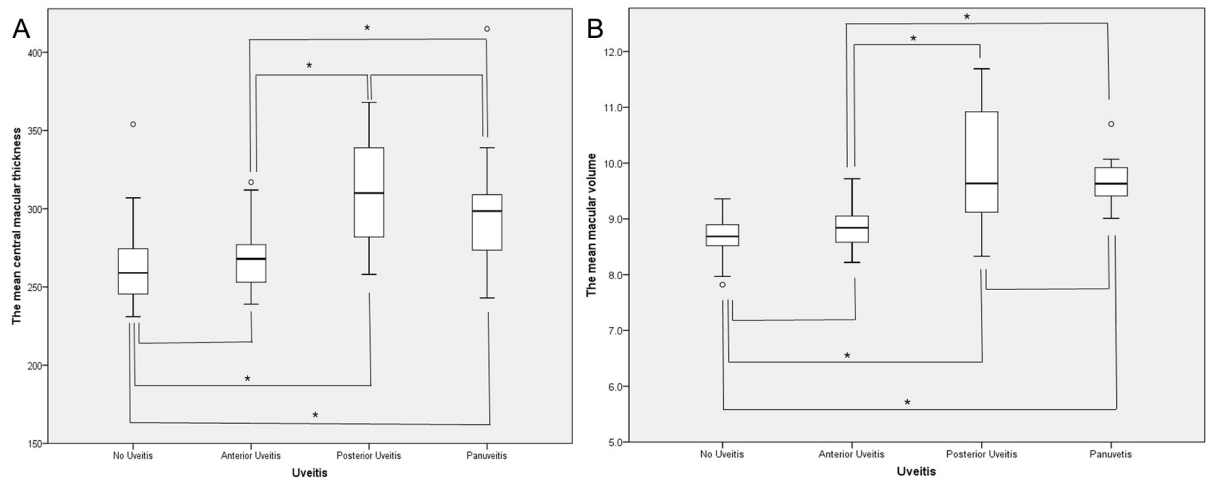 A
The mean central macular thickness
400
350
300
250
200
150
*
*
*
*
No Uveitis
Anterior Uveitis
Posterior Uveitis
Panuvetis
Uveitis
B
The mean macular volume
12.0
11.0
10.0
9.0
8.0
7.0
6.0
5.0
*
*
*
*
No Uveitis
Anterior Uveitis
Posterior Uveitis
Panuvetis
Uveitis